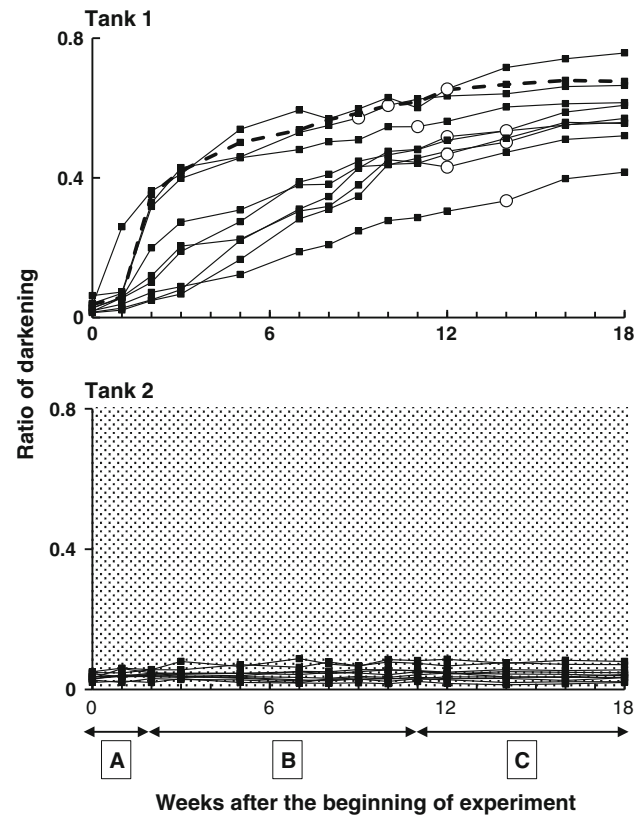 Tank 1
0.8
0.4
0
0 6 12 18
Ratio of darkening
Tank 2
0.8
0.4
0
0 6 12 18
A B C
Weeks after the beginning of experiment